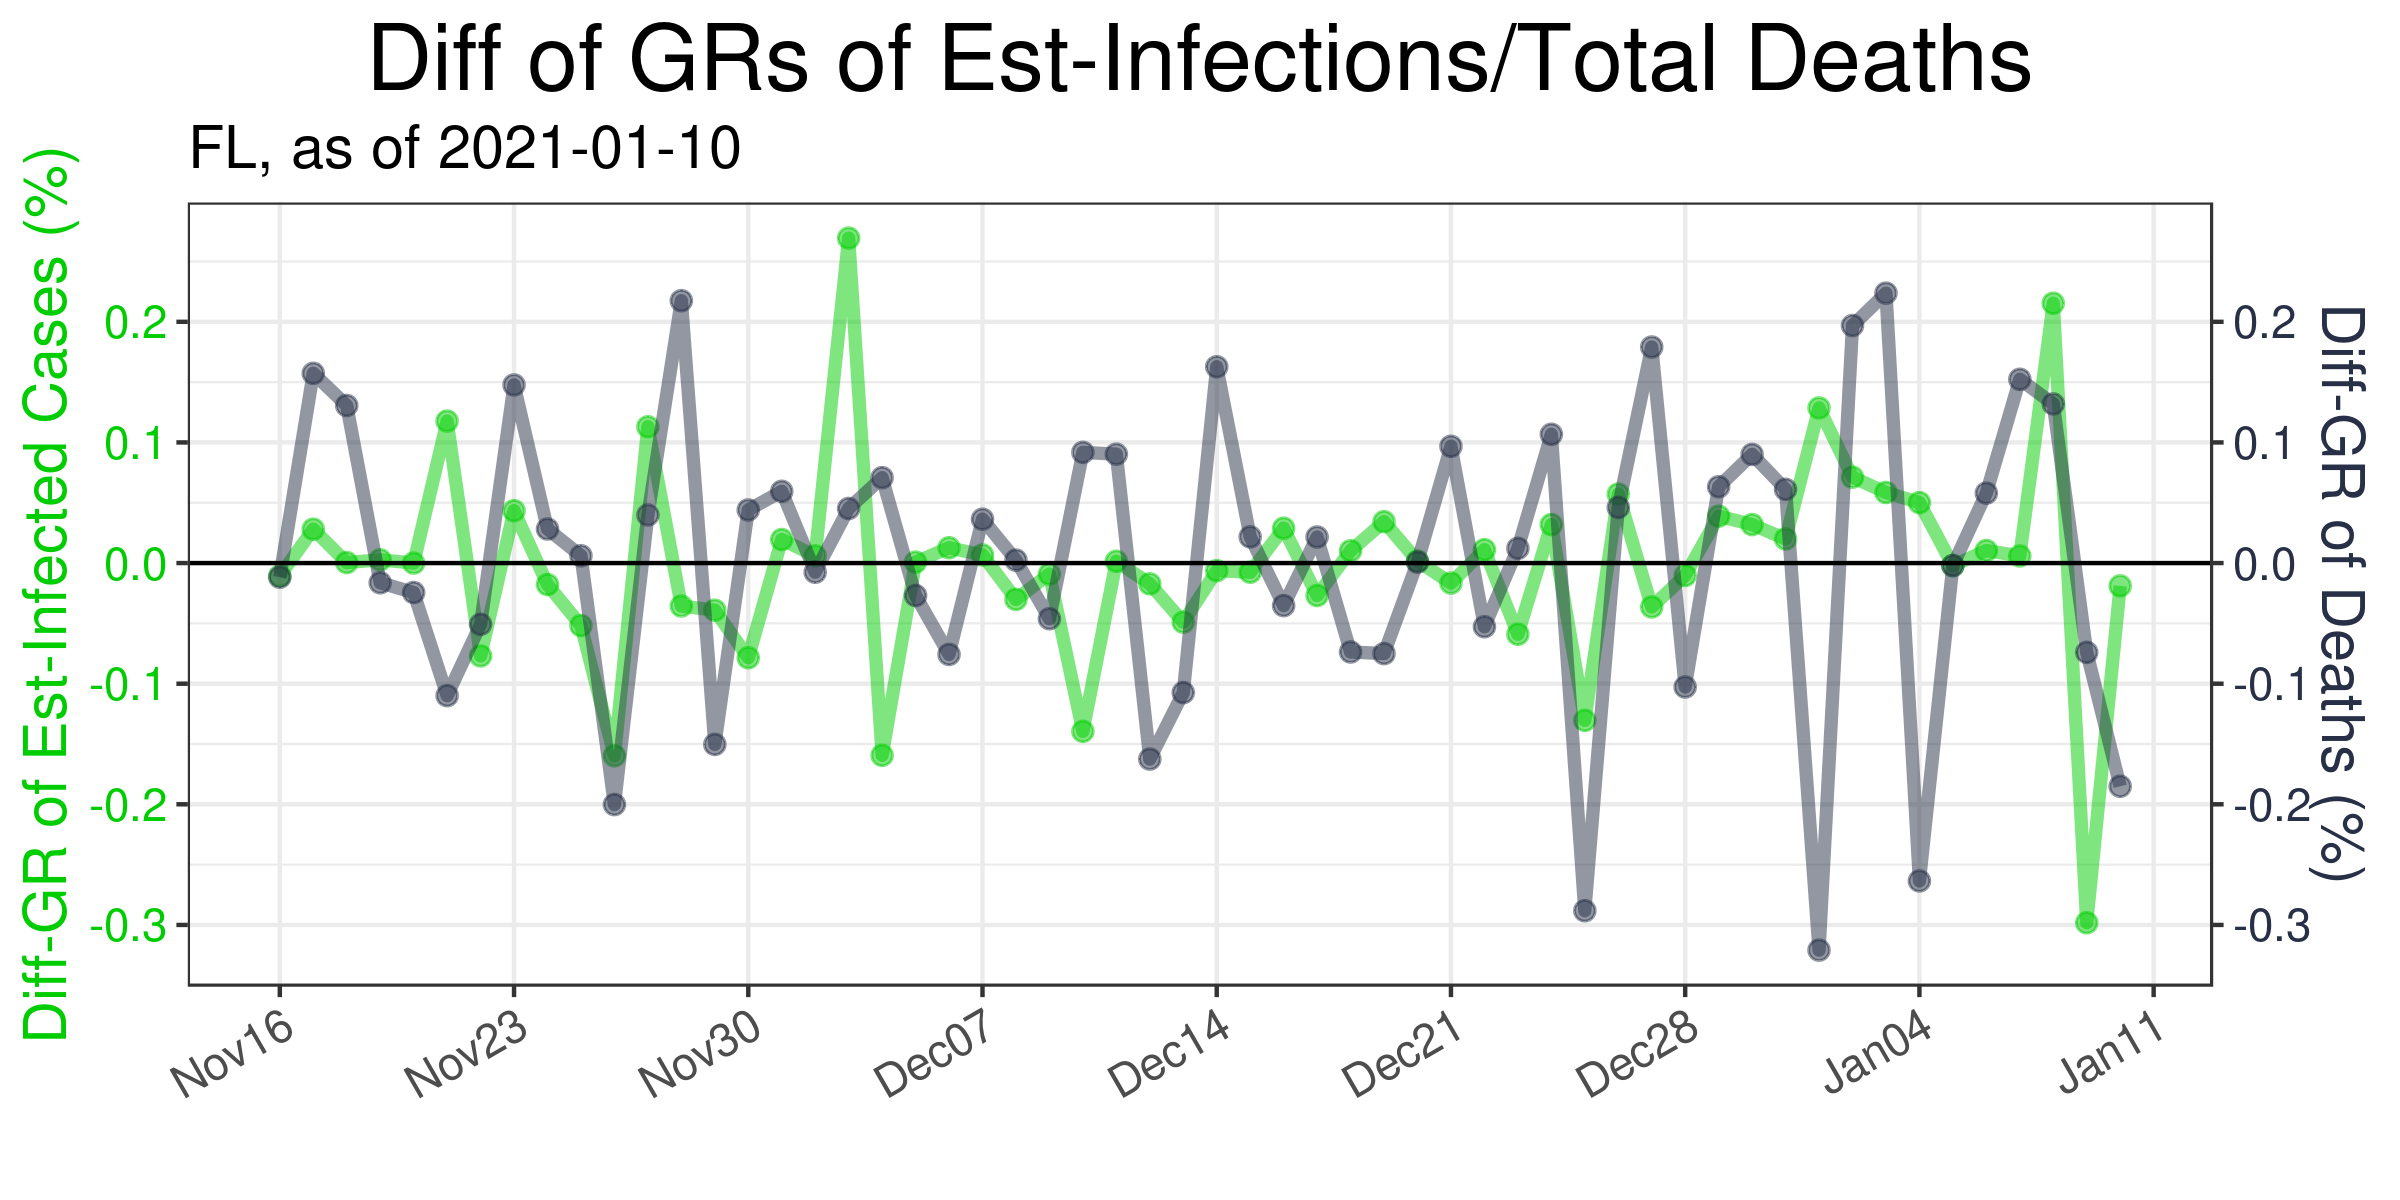 Diff of GRs of Est-Infections/Total Deaths
FL, as of 2021-01-10
Diff-GR of Est-Infected Cases (%)
0.2
0.1
0.0
-0.1
-0.2
-0.3
0.2
0.1
0.0
-0.1
-0.2
-0.3
Diff-GR of Deaths (%)
Nov16
Nov23
Nov30
Dec07
Dec14
Dec21
Dec28
Jan04
Jan11